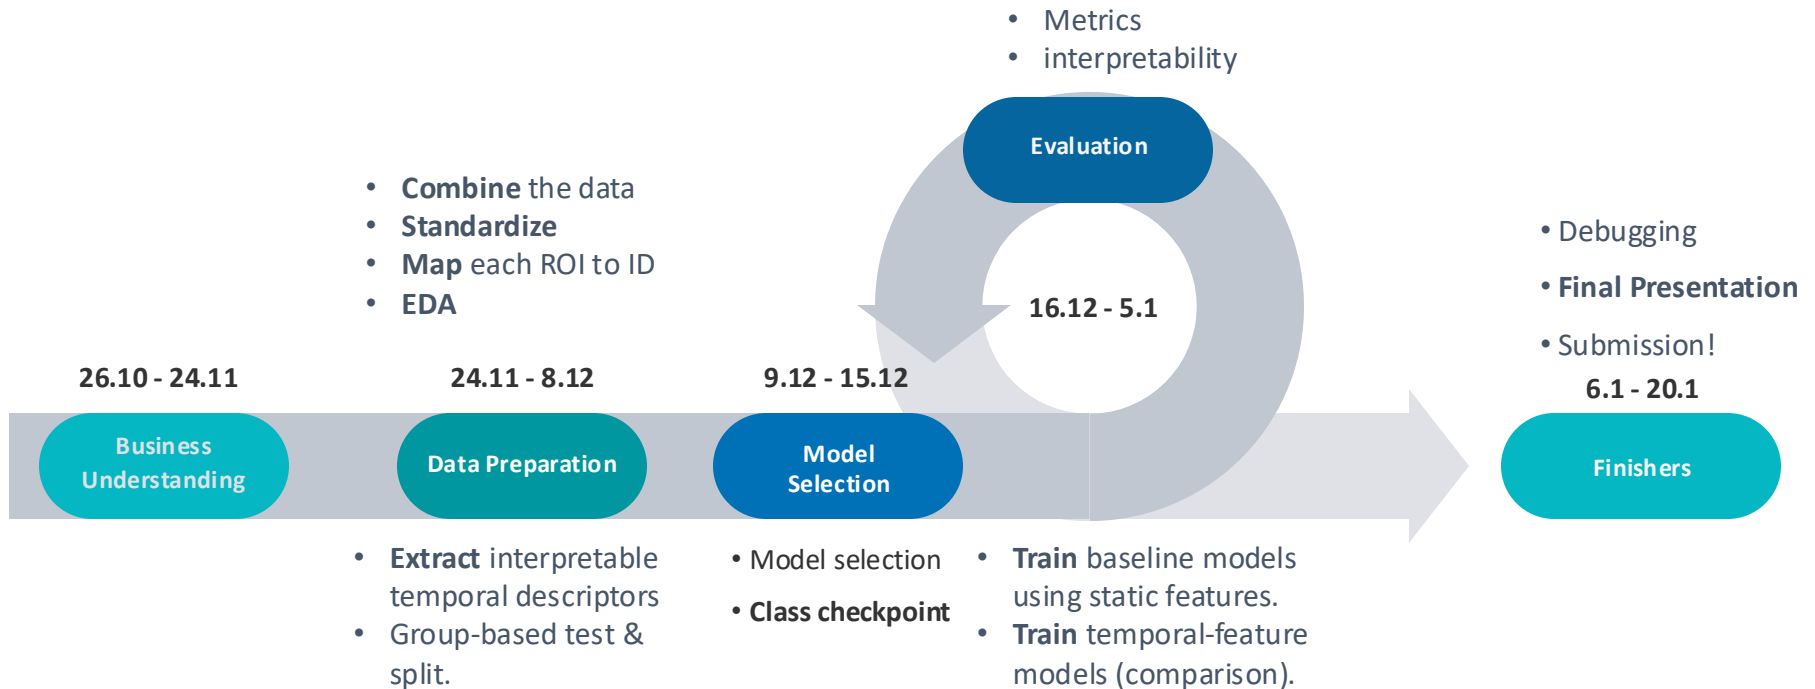 • Metrics
• interpretability
Evaluation
• Combine the data
• Standardize
• Map each ROI to ID
• EDA
16.12 - 5.1
• Debugging
• Final Presentation
• Submission!
26.10 - 24.11
24.11 - 8.12
9.12 - 15.12
6.1 - 20.1
Business
Understanding
Data Preparation
Model
Selection
Finishers
• Extract interpretable
temporal descriptors
• Group-based test &
split.
• Model selection
• Class checkpoint
• Train baseline models
using static features.
• Train temporal-feature
models (comparison).